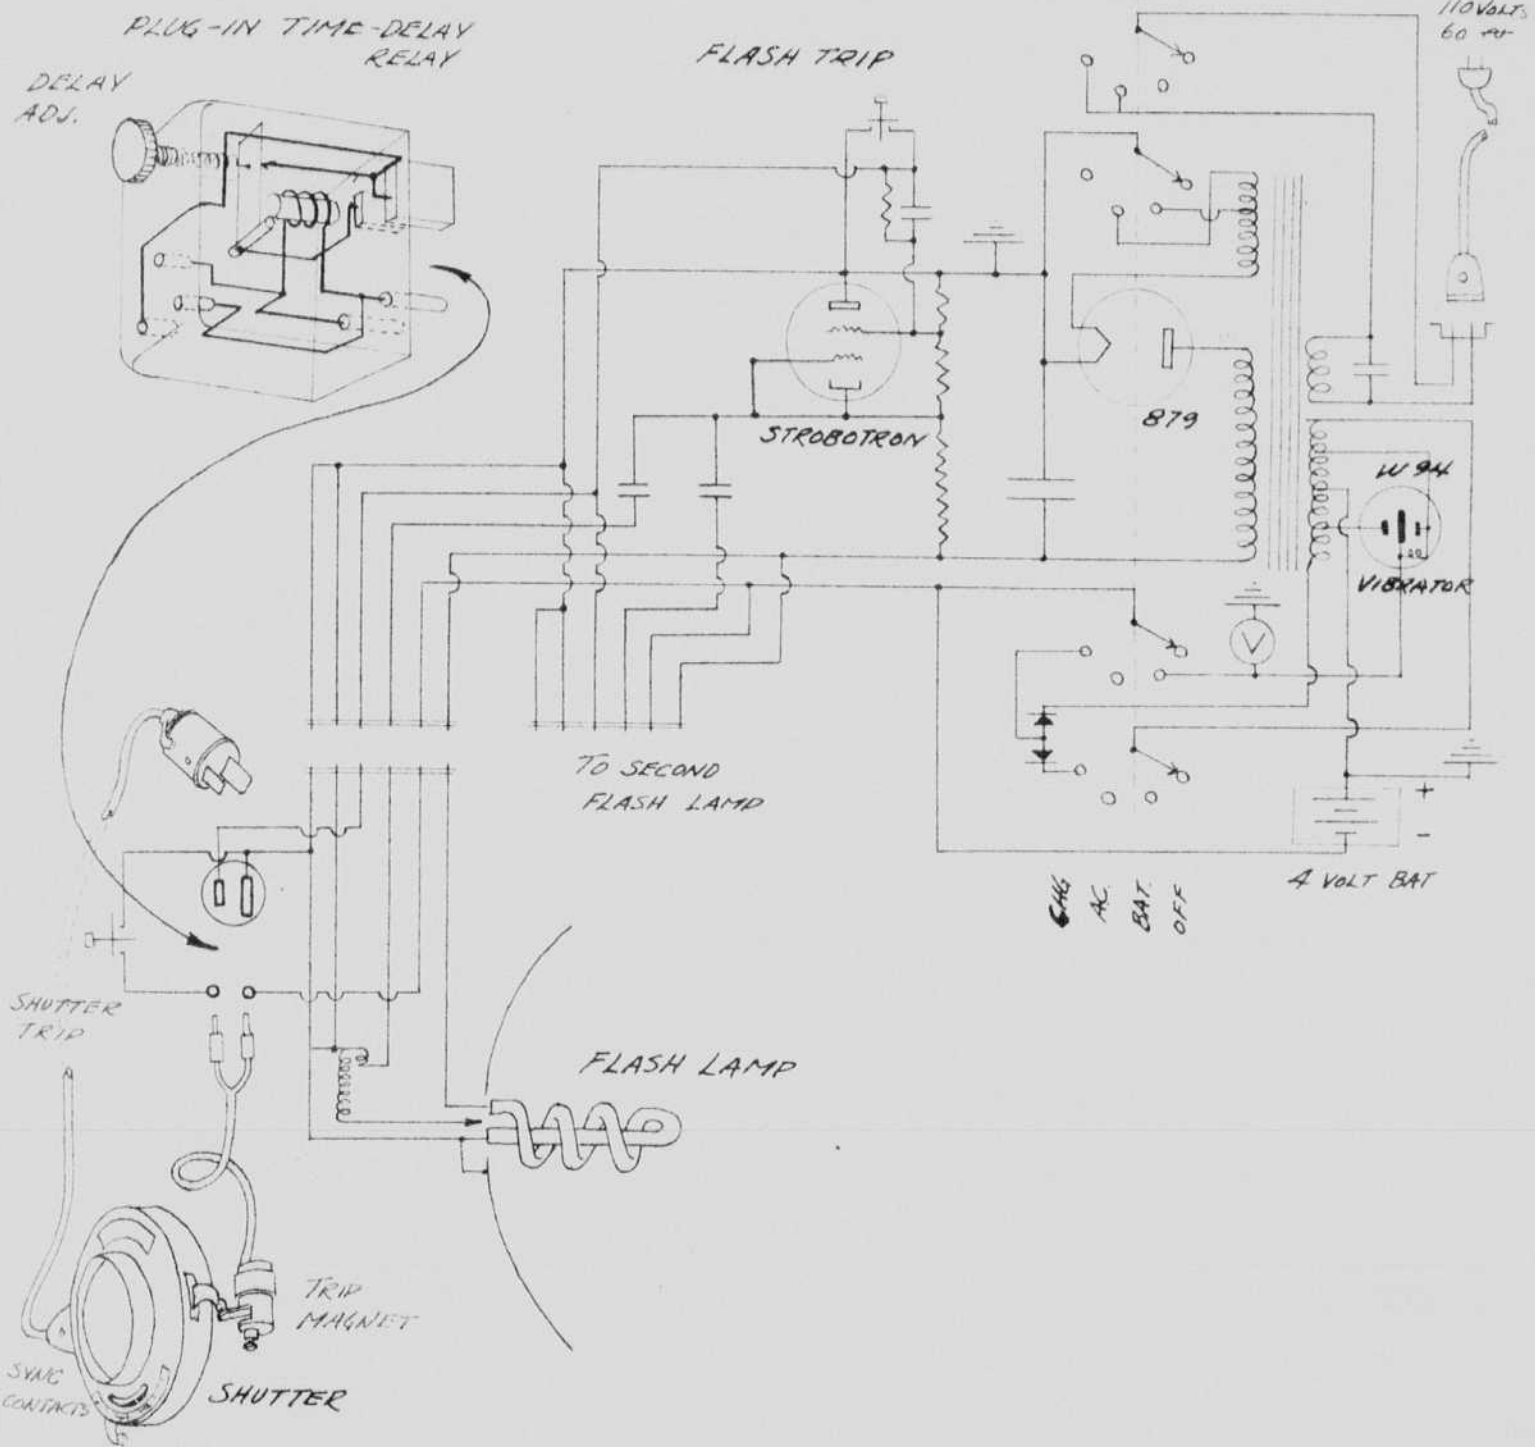 PLUG-IN TIME-DELAY
RELAY
DELAY
ADJ.
FLASH TRIP
110 VOLTS
60
STROBOTRON
879
W 94
VIBRATOR
TO SECOND
FLASH LAMP
+
-
4 VOLT BAT
CHG
AC.
BAT.
OFF
V
SHUTTER
TRIP
FLASH LAMP
TRIP
MAGNET
SYNC
CONTACTS
SHUTTER